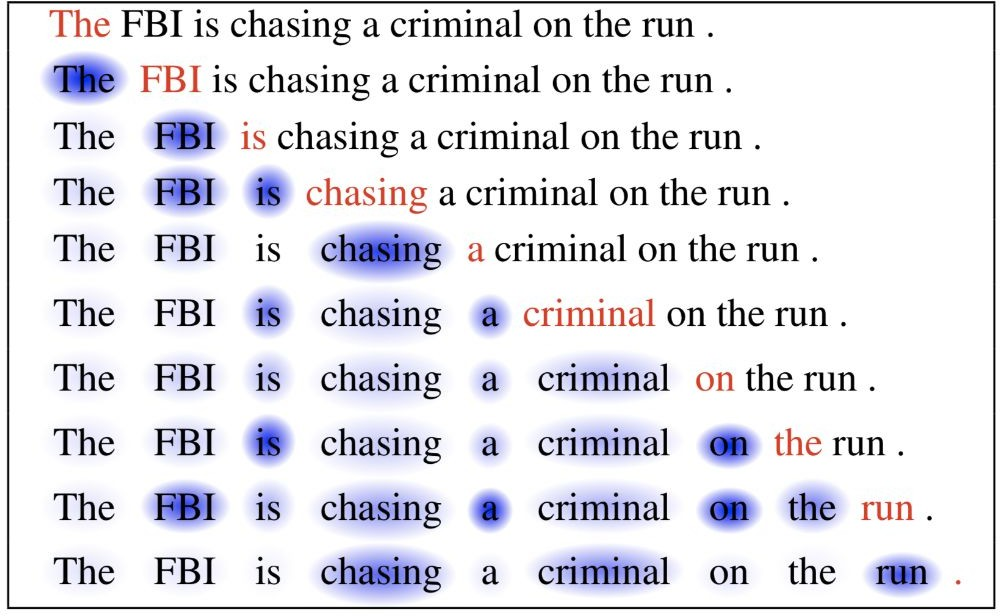 The FBI is chasing a criminal on the run .
The FBI is chasing a criminal on the run .
The FBI is chasing a criminal on the run .
The FBI is chasing a criminal on the run .
The FBI is chasing a criminal on the run .
The FBI is chasing a criminal on the run .
The FBI is chasing a criminal on the run .
The FBI is chasing a criminal on the run .
The FBI is chasing a criminal on the run .
The FBI is chasing a criminal on the run .